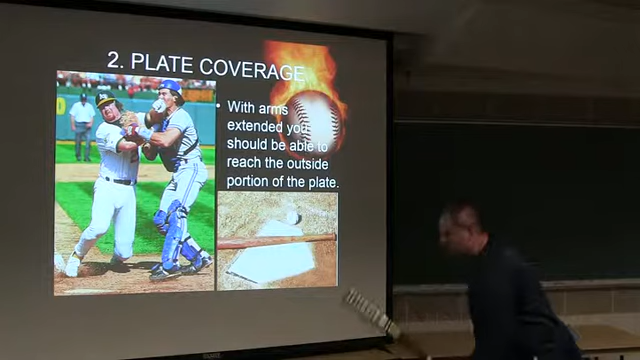 2. PLATE COVERAGE
• With arms
extended you
should be able to
reach the outside
portion of the plate.